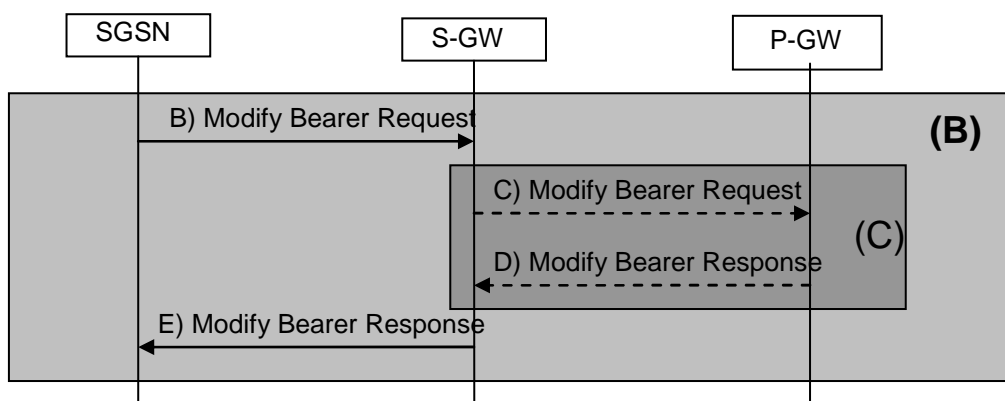 SGSN
S-GW
P-GW
B) Modify Bearer Request
(B)
C) Modify Bearer Request
(C)
D) Modify Bearer Response
E) Modify Bearer Response